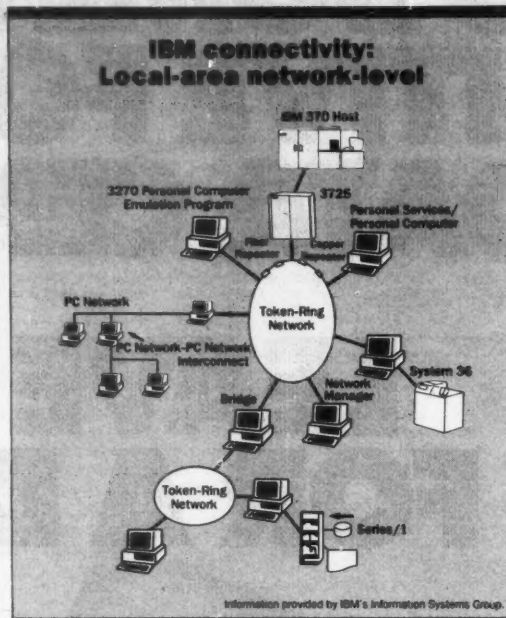 IBM connectivity:
Local-area network-level
IBM 370 Host
3725
3270 Personal Computer
Emulation Program
Personal Services/
Personal Computer
Fiber
Repeater
Copper
Repeater
PC Network
Token-Ring
Network
PC Network-PC Network
Interconnect
System 36
Network
Manager
Bridge
Token-Ring
Network
Series/1
Information provided by IBM's Information Systems Group.